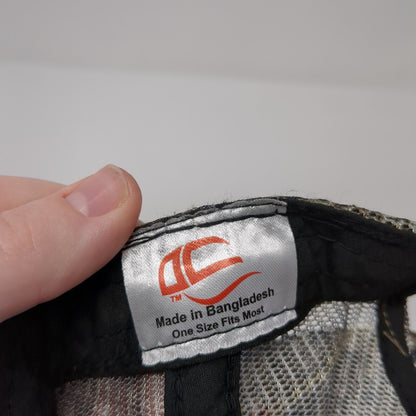 OC
TM
Made in Bangladesh
One Size Fits Most